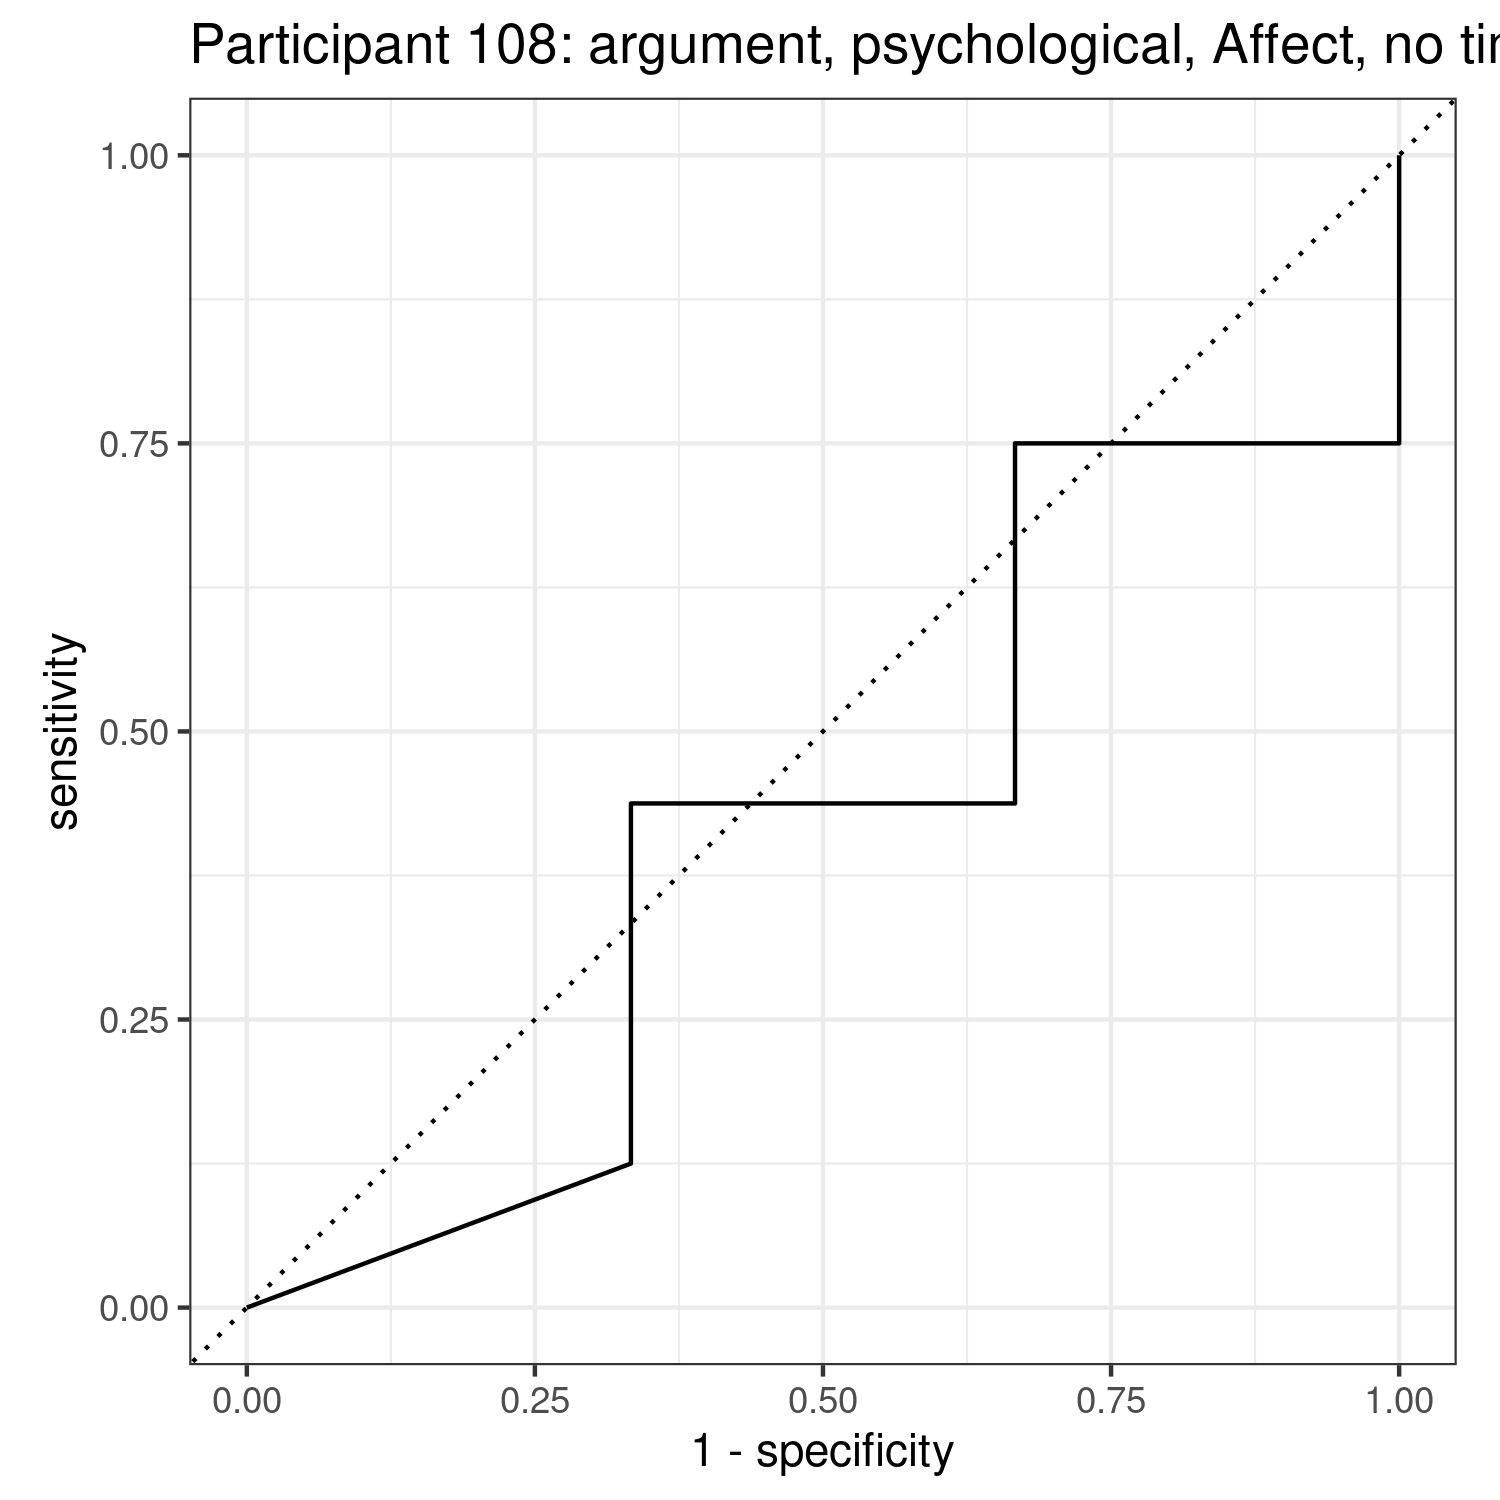 Participant 108: argument, psychological, Affect, no
1.00
0.75
0.50
0.25
0.00
sensitivity
0.00 0.25 0.50 0.75 1.00
1 - specificity